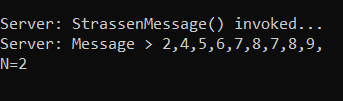 Server: StrassenMessage() invoked...
Server: Message > 2,4,5,6,7,8,7,8,9,
N=2